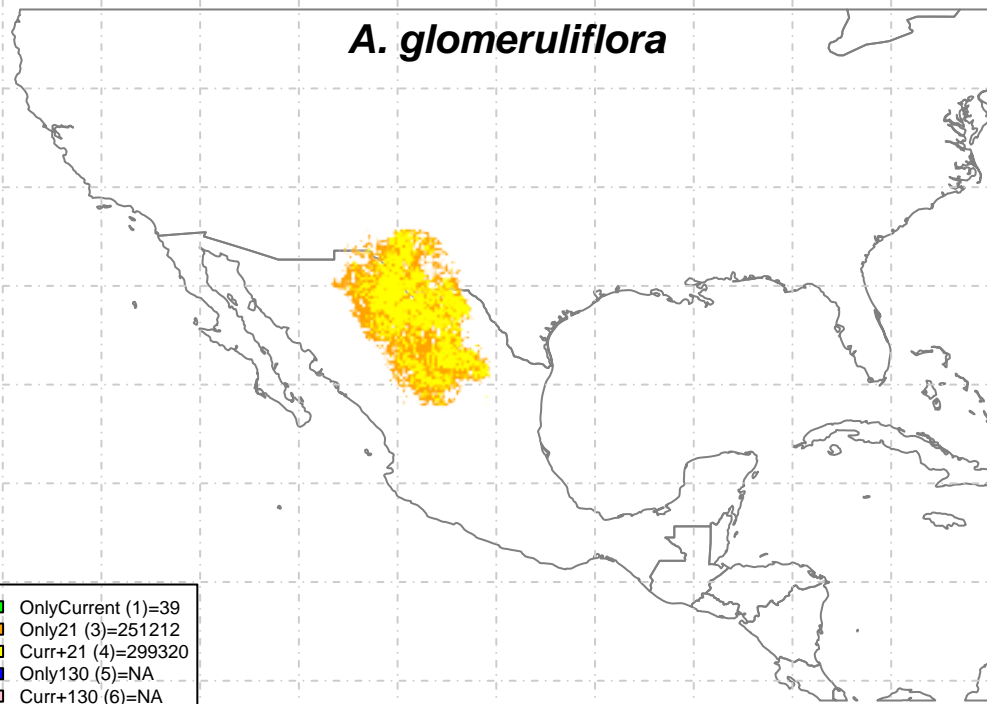 A. glomeruliflora
OnlyCurrent (1)=39
Only21 (3)=251212
Curr+21 (4)=299320
Only130 (5)=NA
Curr+130 (6)=NA